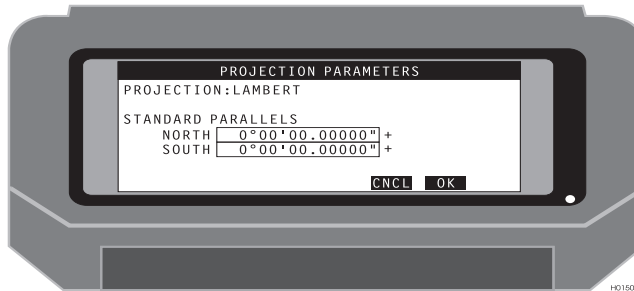 PROJECTION PARAMETERS
PROJECTION:LAMBERT
STANDARD PARALLELS
NORTH 0°00'00.00000" +
SOUTH 0°00'00.00000" +
CNCL OK
H0150